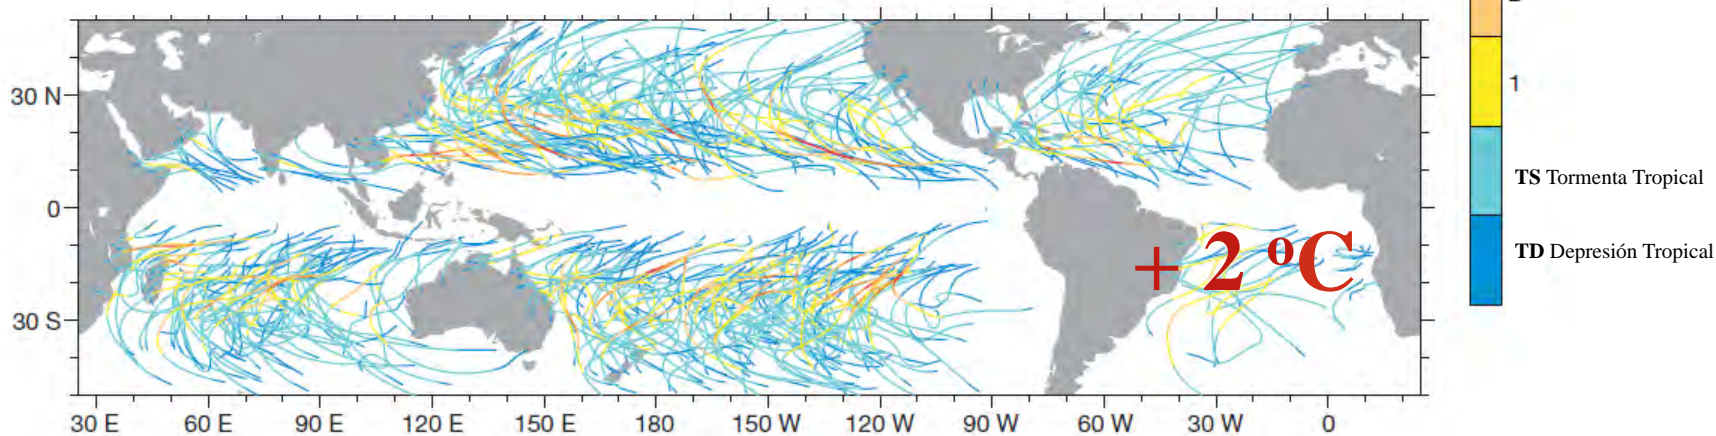 30 N
0
30 S
+ 2 ºC
30 E 60 E 90 E 120 E 150 E 180 150 W 120 W 90 W 60 W 30 W 0
1
TS Tormenta Tropical
TD Depresión Tropical